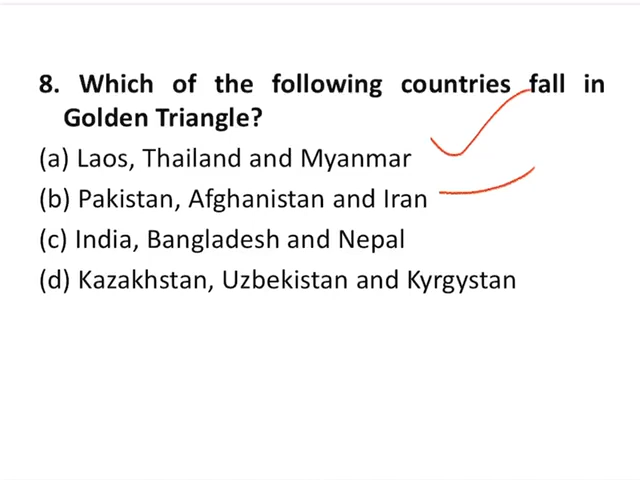 8. Which of the following countries fall in
Golden Triangle?
(a) Laos, Thailand and Myanmar
(b) Pakistan, Afghanistan and Iran
(c) India, Bangladesh and Nepal
(d) Kazakhstan, Uzbekistan and Kyrgystan